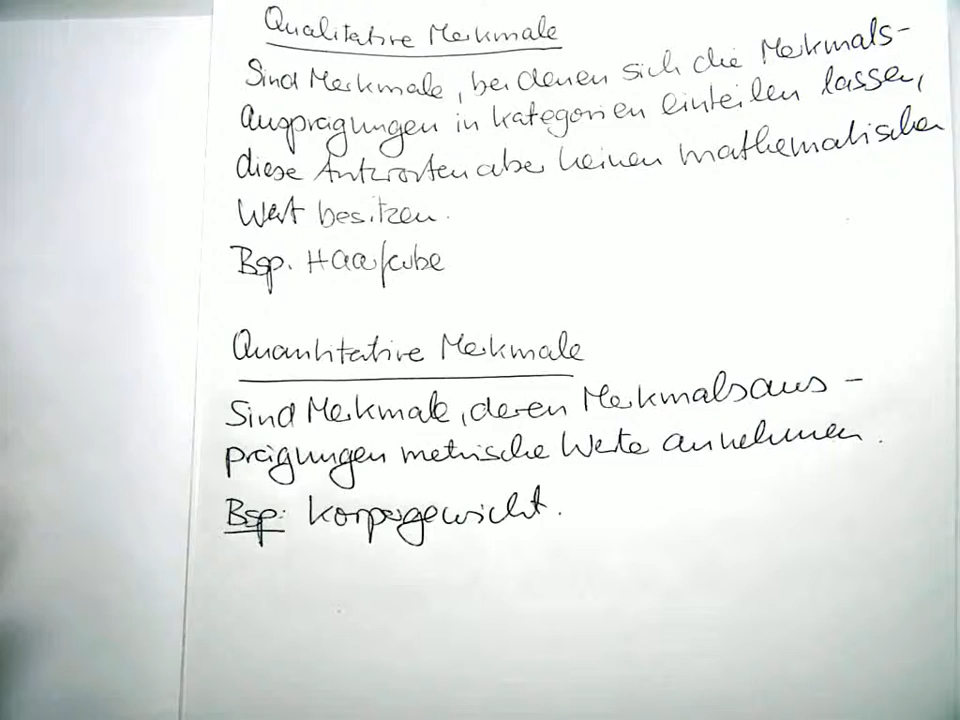 Qualitative Merkmale
Sind Merkmale, bei denen sich die Merkmals-
Ausprägungen in Kategorien einteilen lassen,
diese Antworten aber keinen mathematischen
Wert besitzen.
Bsp. Haarfarbe
Quantitative Merkmale
Sind Merkmale, deren Merkmalsaus-
prägungen metrische Werte annehmen.
Bsp: Körpergewicht.